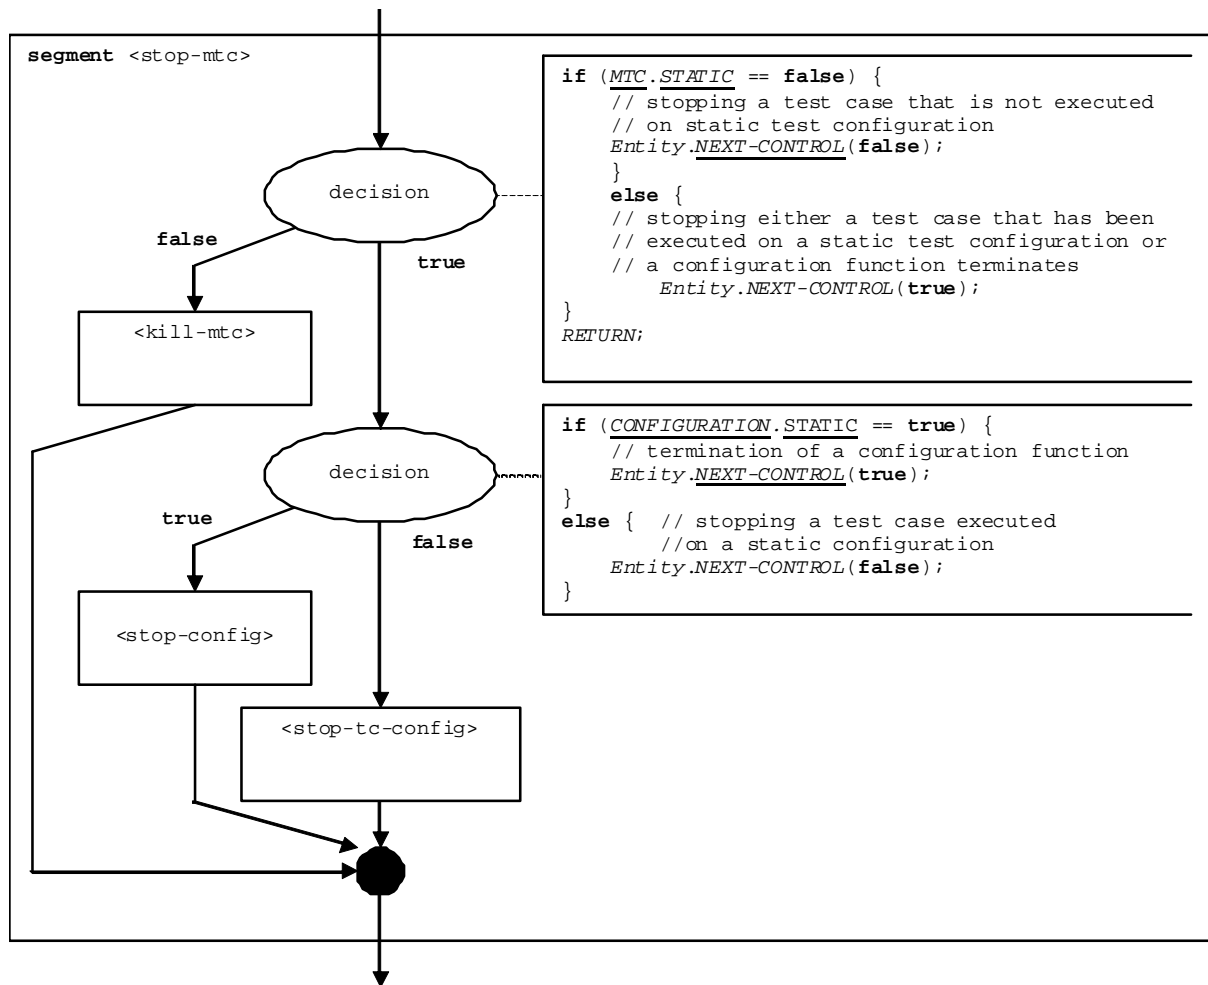 segment <stop-mtc>
if (MTC.STATIC == false) {
// stopping a test case that is not executed
// on static test configuration
Entity.NEXT-CONTROL(false);
}
else {
// stopping either a test case that has been
// executed on a static test configuration or
// a configuration function terminates
Entity.NEXT-CONTROL(true);
}
RETURN;
decision
false
true
<kill-mtc>
if (CONFIGURATION.STATIC == true) {
// termination of a configuration function
Entity.NEXT-CONTROL(true);
}
else { // stopping a test case executed
//on a static configuration
Entity.NEXT-CONTROL(false);
}
decision
true
false
<stop-config>
<stop-tc-config>